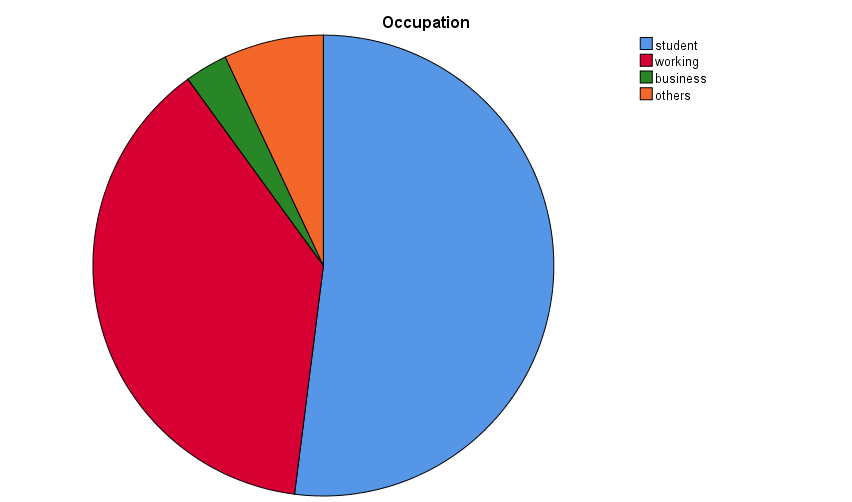 Occupation
student
working
business
others